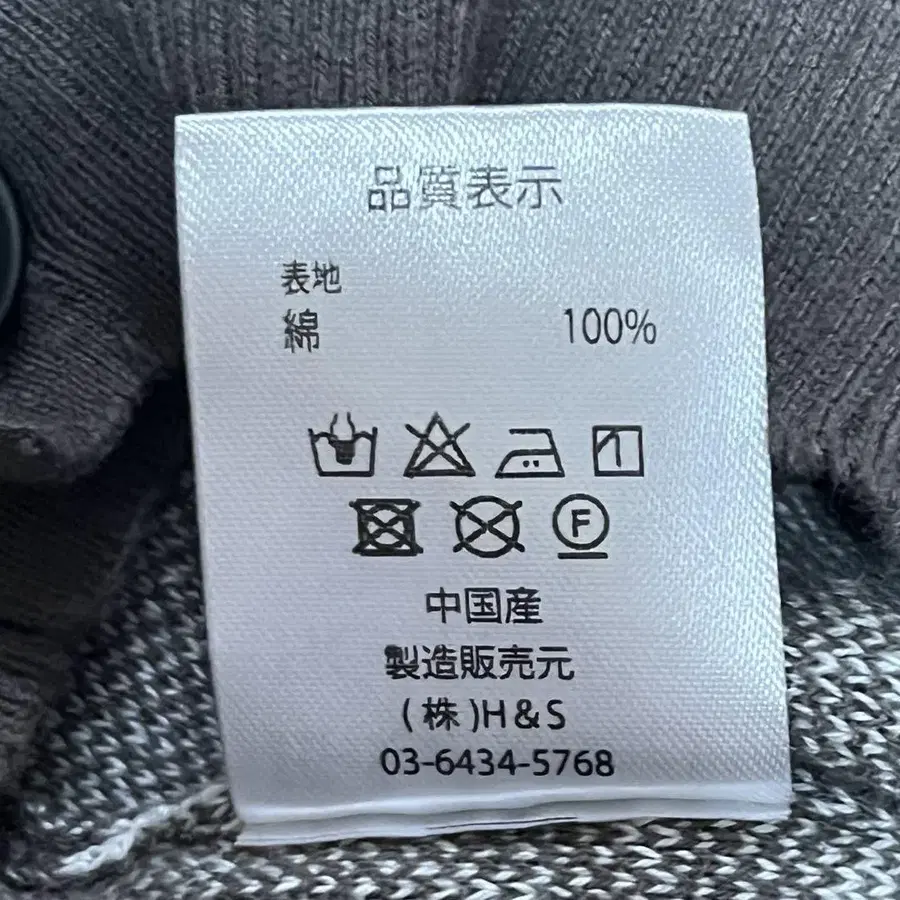 品質表示
表地
綿 100%
F
中国産
製造販売元
(株)H&S
03-6434-5768